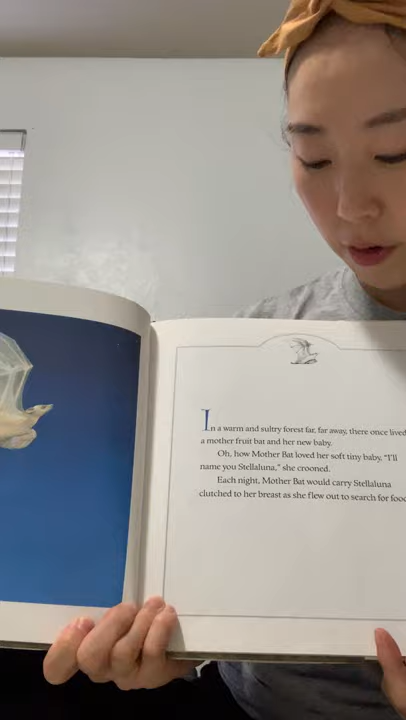 In a warm and sultry forest far, far away, there once lived
a mother fruit bat and her new baby.
Oh, how Mother Bat loved her soft tiny baby. "I'll
name you Stellaluna," she crooned.
Each night, Mother Bat would carry Stellaluna
clutched to her breast as she flew out to search for food